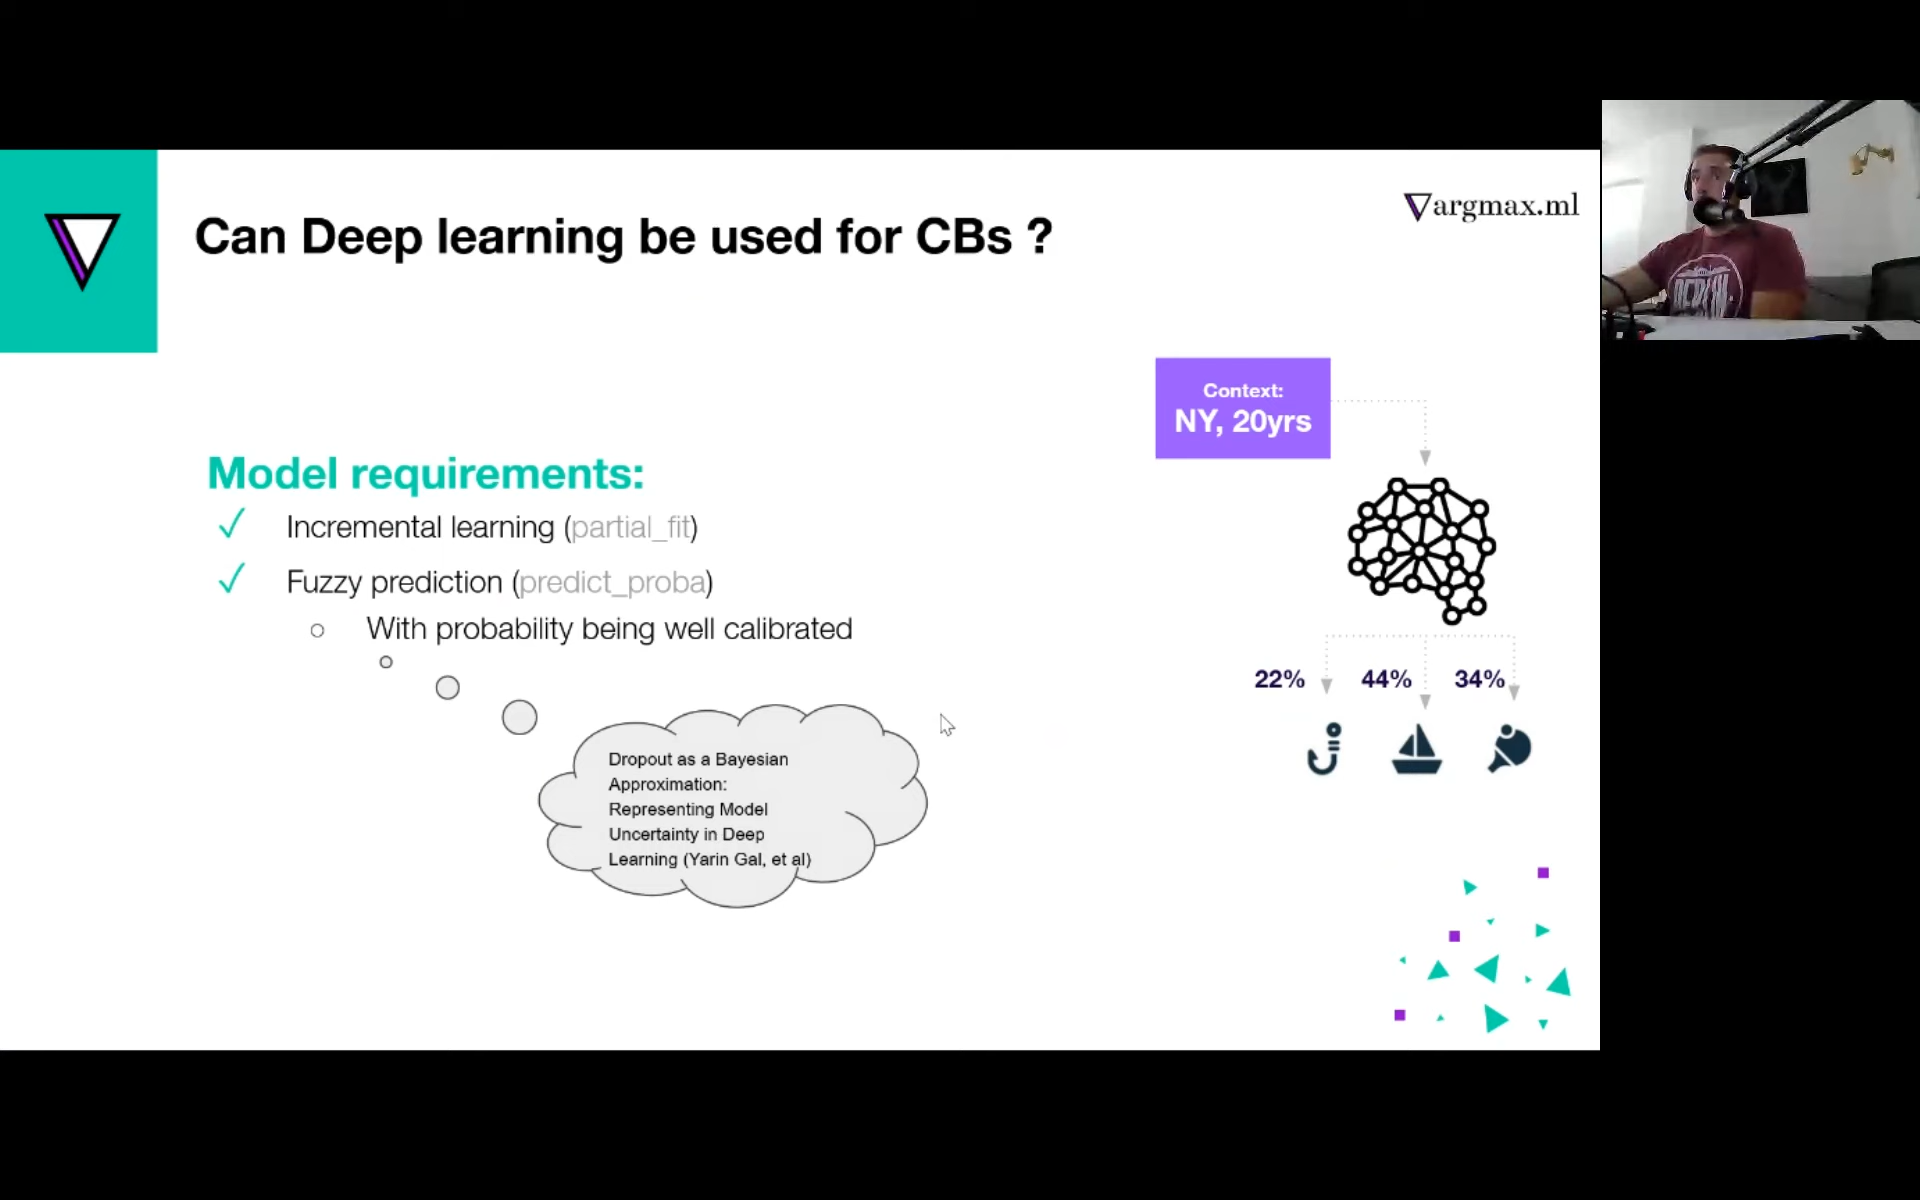 argmax.ml
Can Deep learning be used for CBs ?
Context:
NY, 20yrs
Model requirements:
Incremental learning (partial_fit)
Fuzzy prediction (predict_proba)
With probability being well calibrated
22% 44% 34%
Dropout as a Bayesian
Approximation:
Representing Model
Uncertainty in Deep
Learning (Yarin Gal, et al)
BERLIN